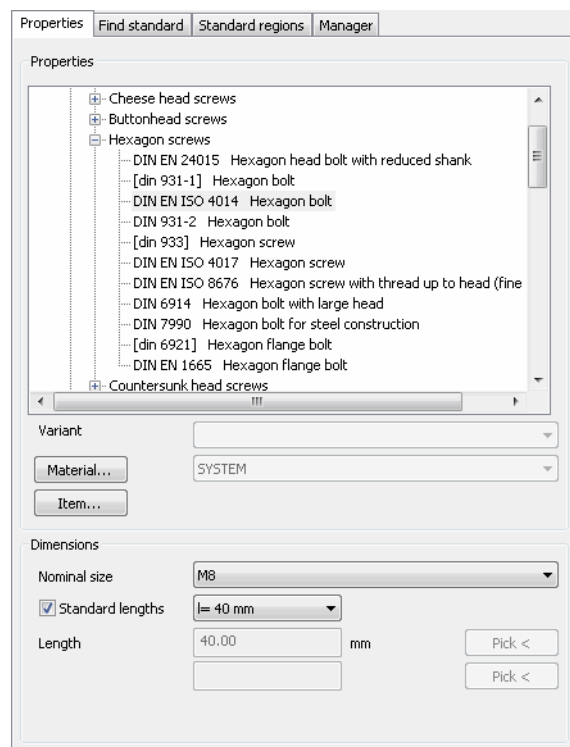 Properties Find standard Standard regions Manager
Properties
Cheese head screws
Buttonhead screws
Hexagon screws
DIN EN 24015 Hexagon head bolt with reduced shank
[din 931-1] Hexagon bolt
DIN EN ISO 4014 Hexagon bolt
DIN 931-2 Hexagon bolt
[din 933] Hexagon screw
DIN EN ISO 4017 Hexagon screw
DIN EN ISO 8676 Hexagon screw with thread up to head (fine
DIN 6914 Hexagon bolt with large head
DIN 7990 Hexagon bolt for steel construction
[din 6921] Hexagon flange bolt
DIN EN 1665 Hexagon flange bolt
Countersunk head screws
Variant
Material... SYSTEM
Item...
Dimensions
Nominal size M8
Standard lengths l= 40 mm
Length 40.00 mm Pick <
Pick <